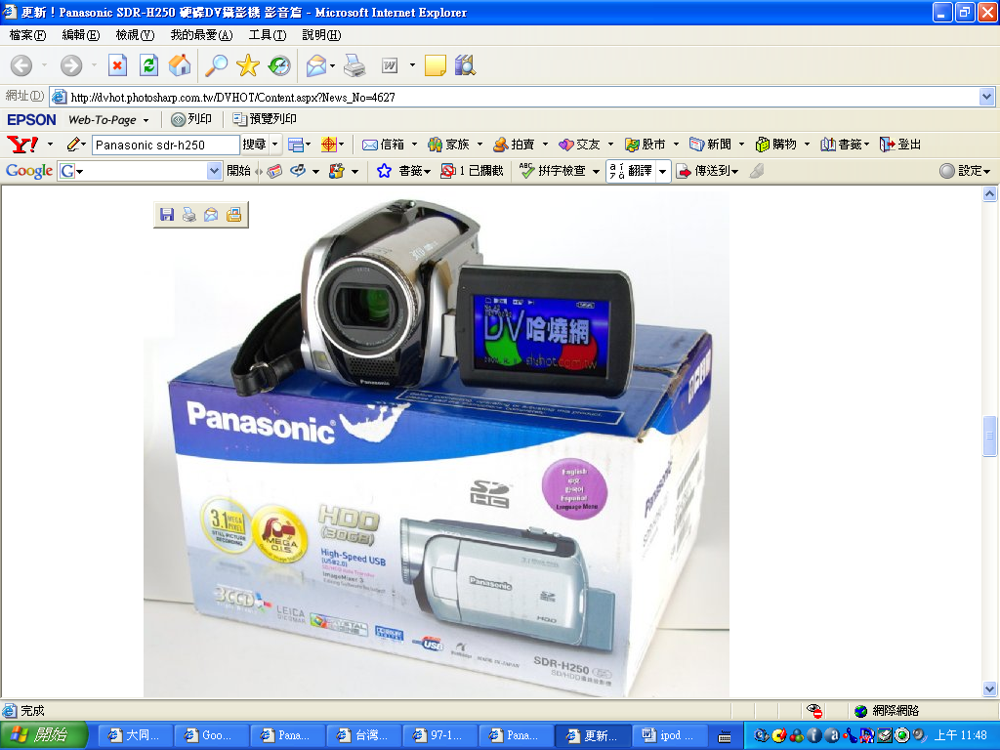 更新！Panasonic SDR-H250 硬碟DV攝影機 影音篇 - Microsoft Internet Explorer
檔案(F) 編輯(E) 檢視(V) 我的最愛(A) 工具(T) 說明(H)
網址(D) http://dvhot.photosharp.com.tw/DVHOT/Content.aspx?News_No=4627
EPSON Web-To-Page 列印 預覽列印
Y! Panasonic sdr-h250 搜尋 信箱 家族 拍賣 交友 股市 新聞 購物 書籤 登出
Google G 開始 書籤 1 已攔截 ABC 拼字檢查 翻譯 傳送到 設定
DV哈燒網
dvhot.com.tw
Panasonic
Panasonic
Panasonic
SD
HC
English
中文
한국어
Español
Language Menu
3.1 MEGA PIXEL
STILL PICTURE RECORDING
MEGA O.I.S.
HDD
(30GB)
High-Speed USB
(USB2.0)
ImageMixer 3
Panasonic
HDD
3CCD
LEICA
DICOMAR
CRYSTAL ENGINE
USB
MADE IN JAPAN
SDR-H250
SD/HDD
完成 網際網路
開始 大同... Goo... Pana... 台灣... 97-1... Pana... 更新... ipod ... 上午 11:48